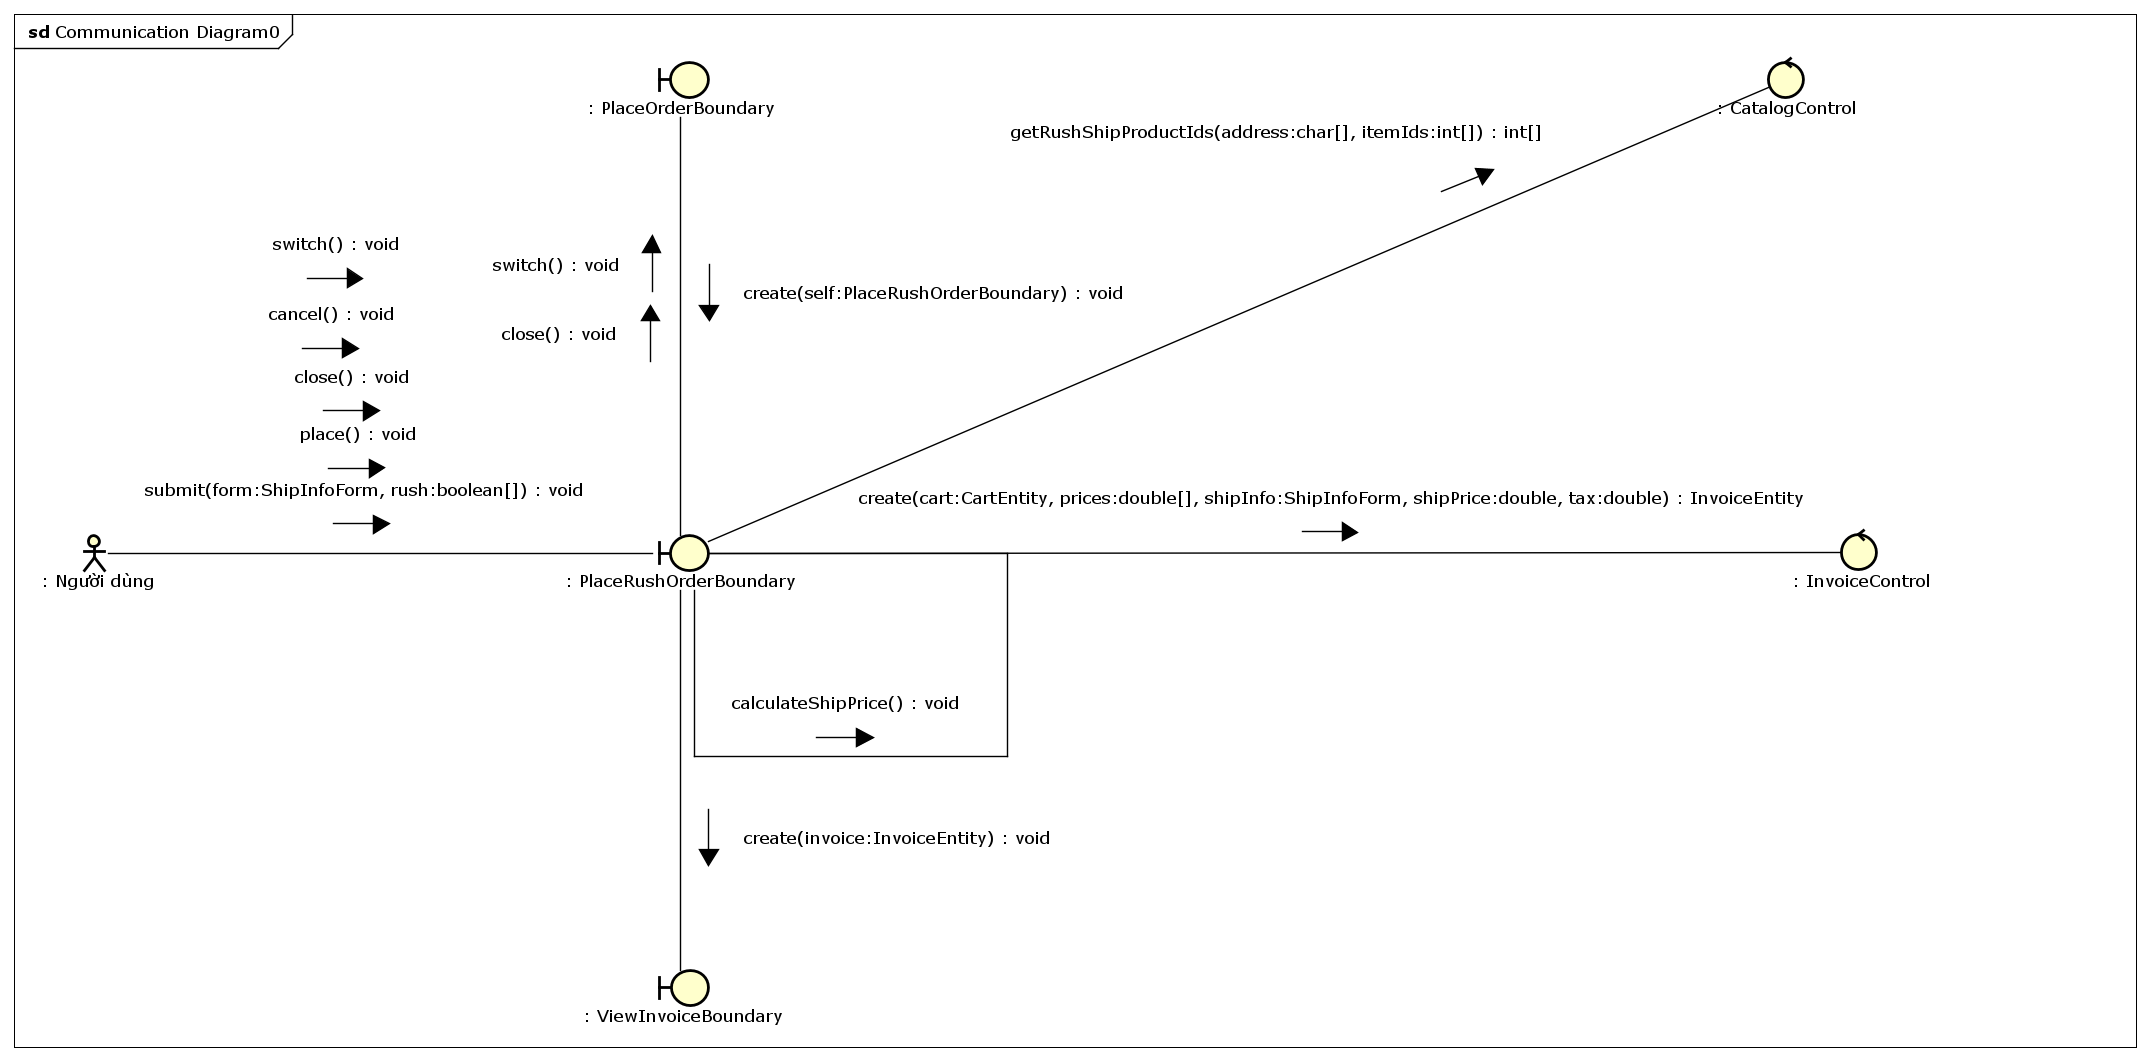 sd Communication Diagram0
: PlaceOrderBoundary
: CatalogControl
getRushShipProductIds(address:char[], itemIds:int[]) : int[]
switch() : void
switch() : void
create(self:PlaceRushOrderBoundary) : void
cancel() : void
close() : void
close() : void
place() : void
submit(form:ShipInfoForm, rush:boolean[]) : void
create(cart:CartEntity, prices:double[], shipInfo:ShipInfoForm, shipPrice:double, tax:double) : InvoiceEntity
: Người dùng
: PlaceRushOrderBoundary
: InvoiceControl
calculateShipPrice() : void
create(invoice:InvoiceEntity) : void
: ViewInvoiceBoundary